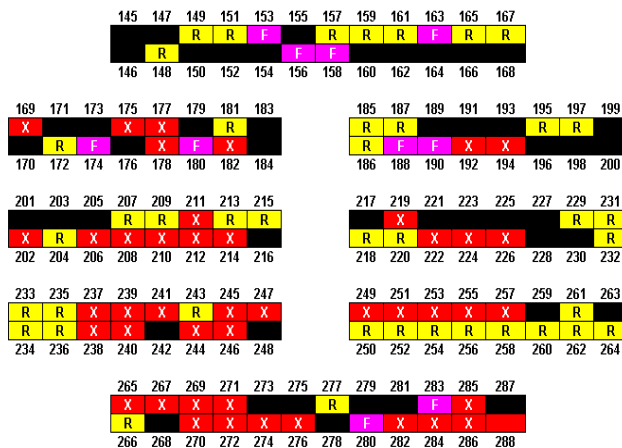 145 147 149 151 153 155 157 159 161 163 165 167
R R F R R R F R R
R F F
146 148 150 152 154 156 158 160 162 164 166 168
169 171 173 175 177 179 181 183 185 187 189 191 193 195 197 199
X X X R R R R R
R F X F X R F F X X
170 172 174 176 178 180 182 184 186 188 190 192 194 196 198 200
201 203 205 207 209 211 213 215 217 219 221 223 225 227 229 231
R R X R R X R R
X R X X X X X R R X X X R
202 204 206 208 210 212 214 216 218 220 222 224 226 228 230 232
233 235 237 239 241 243 245 247 249 251 253 255 257 259 261 263
R R X X X R X X X X X X X R
R R X X X X R R R R R R R R
234 236 238 240 242 244 246 248 250 252 254 256 258 260 262 264
265 267 269 271 273 275 277 279 281 283 285 287
X X X X R F X
R X X X X F X X X
266 268 270 272 274 276 278 280 282 284 286 288